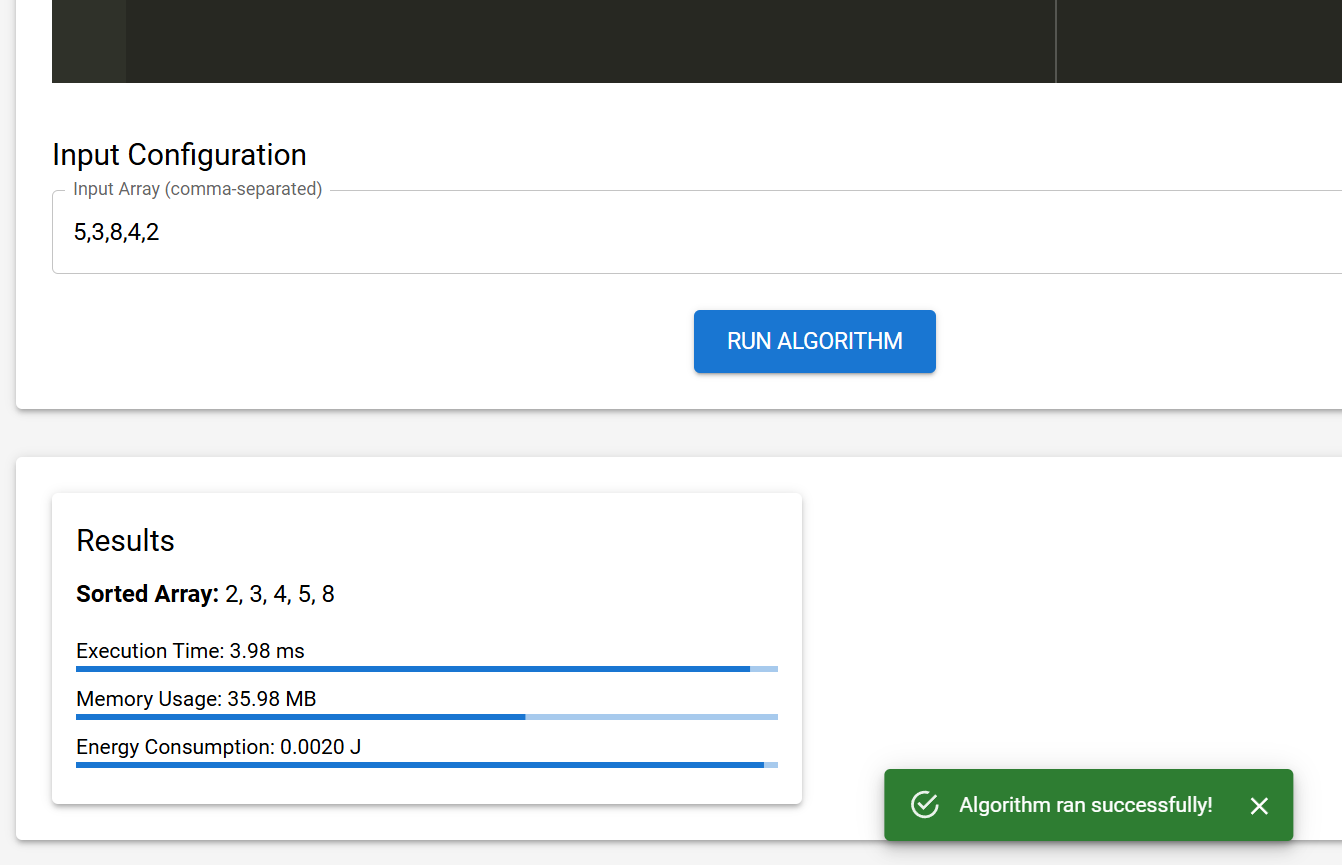 Input Configuration
Input Array (comma-separated)
5,3,8,4,2
RUN ALGORITHM
Results
Sorted Array: 2, 3, 4, 5, 8
Execution Time: 3.98 ms
Memory Usage: 35.98 MB
Energy Consumption: 0.0020 J
Algorithm ran successfully!